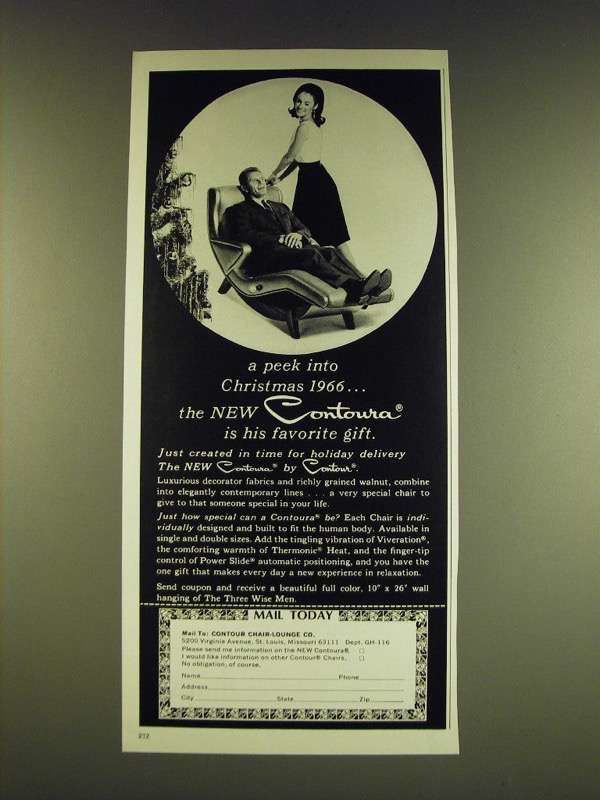 a peek into
Christmas 1966...
the NEW Contoura®
is his favorite gift.
Just created in time for holiday delivery
The NEW Contoura® by Contour®.
Luxurious decorator fabrics and richly grained walnut, combine
into elegantly contemporary lines . . . a very special chair to
give to that someone special in your life.
Just how special can a Contoura® be? Each Chair is indi-
vidually designed and built to fit the human body. Available in
single and double sizes. Add the tingling vibration of Viveration®,
the comforting warmth of Thermonic® Heat, and the finger-tip
control of Power Slide® automatic positioning, and you have the
one gift that makes every day a new experience in relaxation.
Send coupon and receive a beautiful full color, 10" x 26" wall
hanging of The Three Wise Men.
MAIL TODAY
Mail To: CONTOUR CHAIR-LOUNGE CO.
5200 Virginia Avenue, St. Louis, Missouri 63111 Dept. GH-116
Please send me information on the NEW Contoura®.
I would like information on other Contour® Chairs.
No obligation, of course.
Name Phone
Address
City State Zip
212